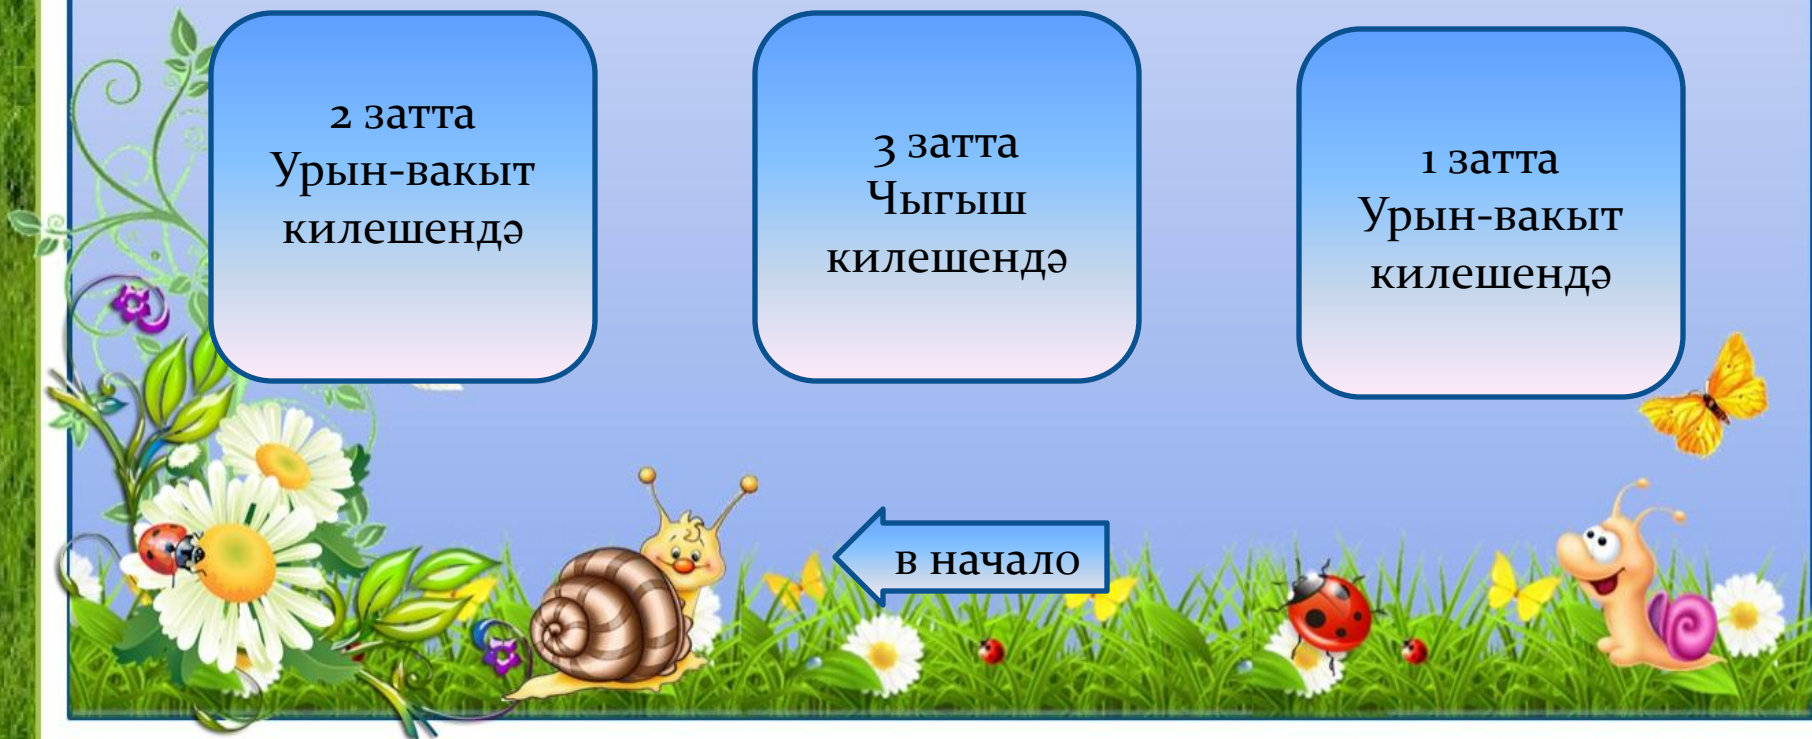 2 затта
Урын-вакыт
килешендә
3 затта
Чыгыш
килешендә
1 затта
Урын-вакыт
килешендә
в начало